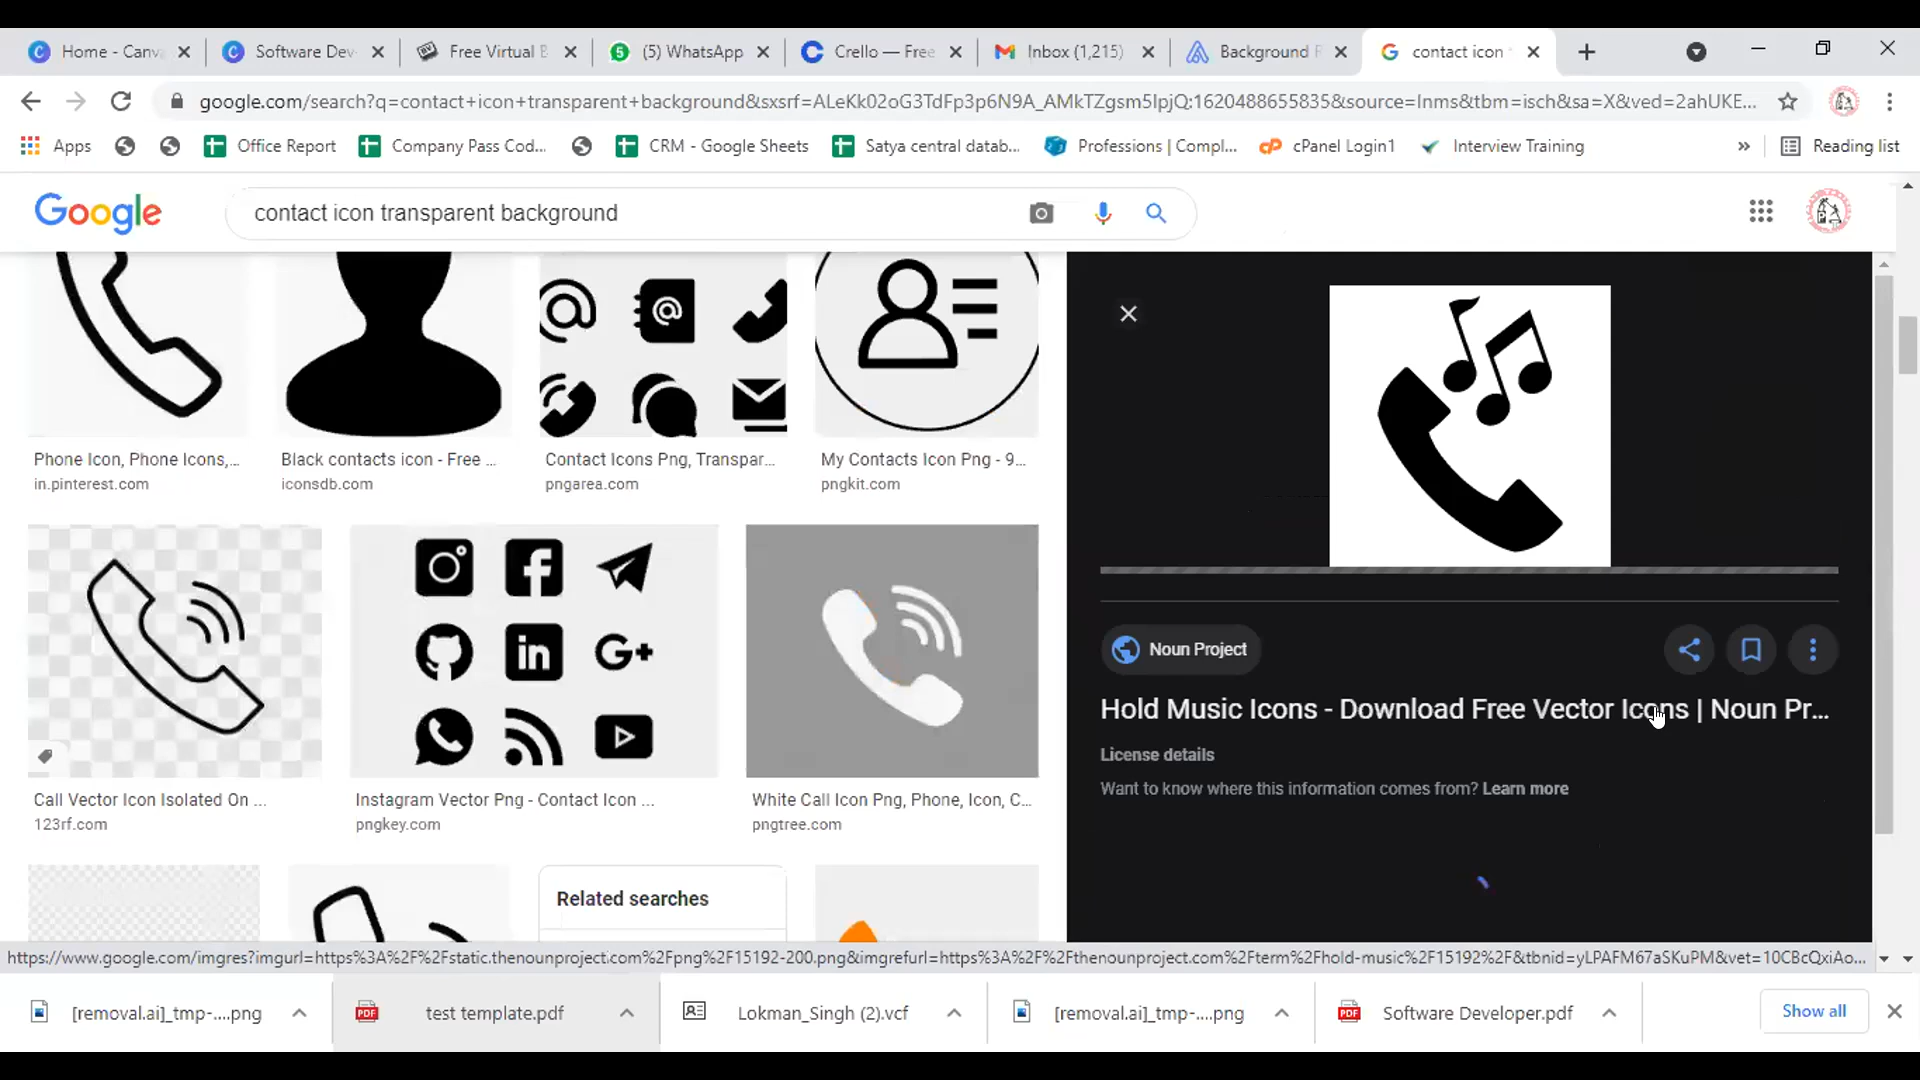 Home - Canva
Software Dev
Free Virtual B
(5) WhatsApp
Crello — Free
Inbox (1,215)
Background R
contact icon
google.com/search?q=contact+icon+transparent+background&sxsrf=ALeKk02oG3TdFp3p6N9A_AMkTZgsm5IpjQ:1620488655835&source=lnms&tbm=isch&sa=X&ved=2ahUKE...
Apps
Office Report
Company Pass Cod...
CRM - Google Sheets
Satya central datab...
Professions | Compl...
cPanel Login1
Interview Training
»
Reading list
Google
contact icon transparent background
Phone Icon, Phone Icons,...
in.pinterest.com
Black contacts icon - Free ...
iconsdb.com
Contact Icons Png, Transpar...
pngarea.com
My Contacts Icon Png - 9...
pngkit.com
Call Vector Icon Isolated On ...
123rf.com
Instagram Vector Png - Contact Icon ...
pngkey.com
White Call Icon Png, Phone, Icon, C...
pngtree.com
Related searches
Noun Project
Hold Music Icons - Download Free Vector Icons | Noun Pr...
License details
Want to know where this information comes from? Learn more
https://www.google.com/imgres?imgurl=https%3A%2F%2Fstatic.thenounproject.com%2Fpng%2F15192-200.png&imgrefurl=https%3A%2F%2Fthenounproject.com%2Fterm%2Fhold-music%2F15192%2F&tbnid=yLPAFM67aSKuPM&vet=10CBcQxiAo...
[removal.ai]_tmp-....png
test template.pdf
Lokman_Singh (2).vcf
[removal.ai]_tmp-....png
Software Developer.pdf
Show all